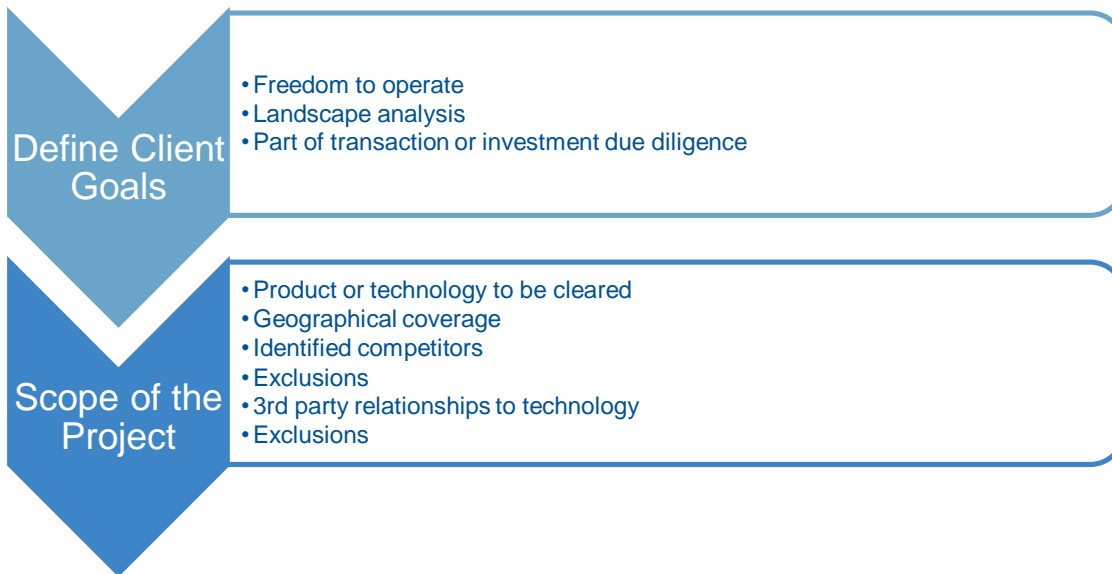 Define Client
Goals
• Freedom to operate
• Landscape analysis
• Part of transaction or investment due diligence
Scope of the
Project
• Product or technology to be cleared
• Geographical coverage
• Identified competitors
• Exclusions
• 3rd party relationships to technology
• Exclusions